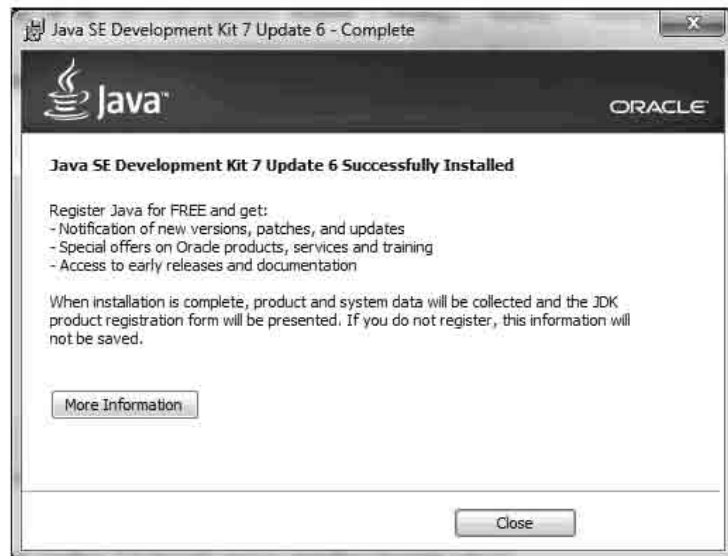 Java SE Development Kit 7 Update 6 - Complete
Java™
ORACLE
Java SE Development Kit 7 Update 6 Successfully Installed
Register Java for FREE and get:
- Notification of new versions, patches, and updates
- Special offers on Oracle products, services and training
- Access to early releases and documentation
When installation is complete, product and system data will be collected and the JDK
product registration form will be presented. If you do not register, this information will
not be saved.
More Information
Close